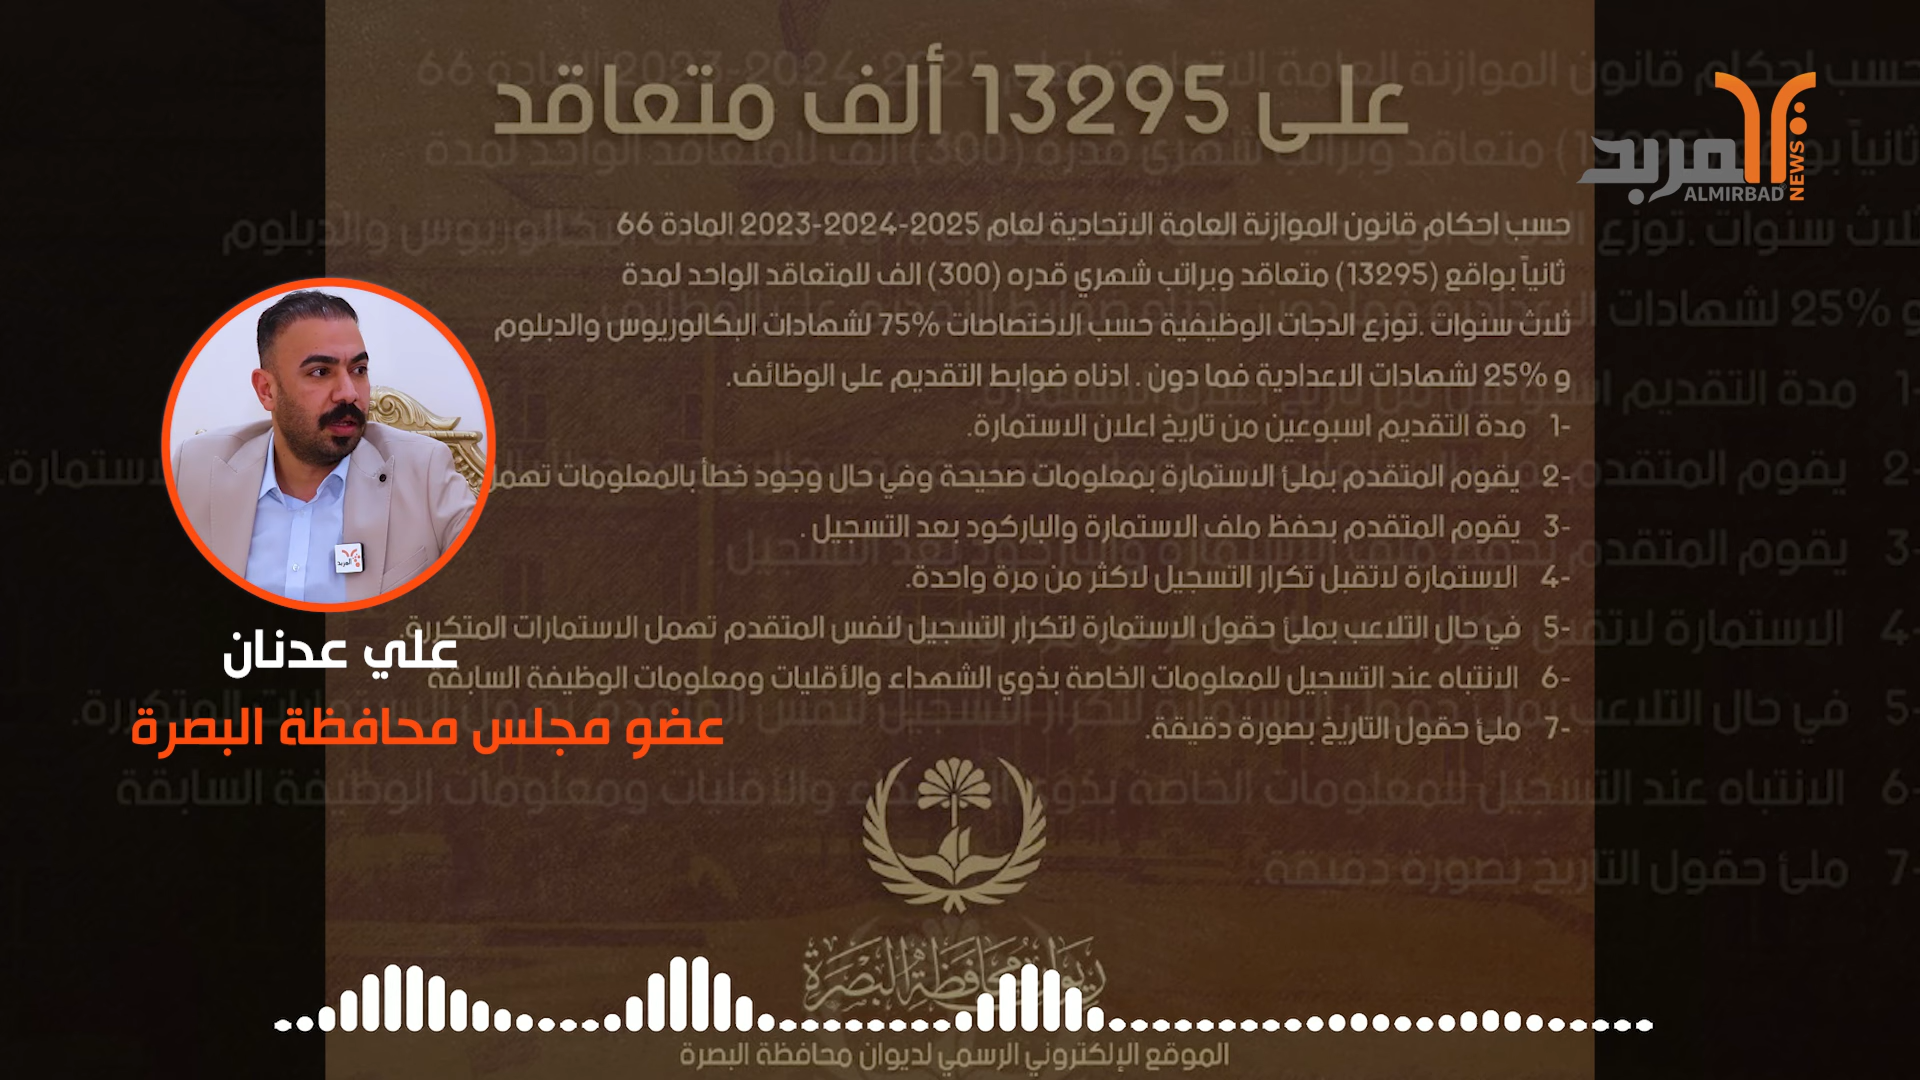 على 13295 ألف متعاقد
المربد
ALMIRBAD
NEWS
حسب احكام قانون الموازنة العامة الاتحادية لعام 2025-2024-2023 المادة 66
ثانياً بواقع (13295) متعاقد وبراتب شهري قدره (300) الف للمتعاقد الواحد لمدة
ثلاث سنوات .توزع الدجات الوظيفية حسب الاختصاصات 75% لشهادات البكالوريوس والدبلوم
و 25% لشهادات الاعدادية فما دون . ادناه ضوابط التقديم على الوظائف.
1- مدة التقديم اسبوعين من تاريخ اعلان الاستمارة.
2- يقوم المتقدم بملئ الاستمارة بمعلومات صحيحة وفي حال وجود خطأ بالمعلومات تهمل
3- يقوم المتقدم بحفظ ملف الاستمارة والباركود بعد التسجيل .
4- الاستمارة لاتقبل تكرار التسجيل لاكثر من مرة واحدة.
5- في حال التلاعب بملئ حقول الاستمارة لتكرار التسجيل لنفس المتقدم تهمل الاستمارات المتكررة
6- الانتباه عند التسجيل للمعلومات الخاصة بذوي الشهداء والأقليات ومعلومات الوظيفة السابقة
7- ملئ حقول التاريخ بصورة دقيقة.
علي عدنان
عضو مجلس محافظة البصرة
ديوان محافظة البصرة
الموقع الإلكتروني الرسمي لديوان محافظة البصرة